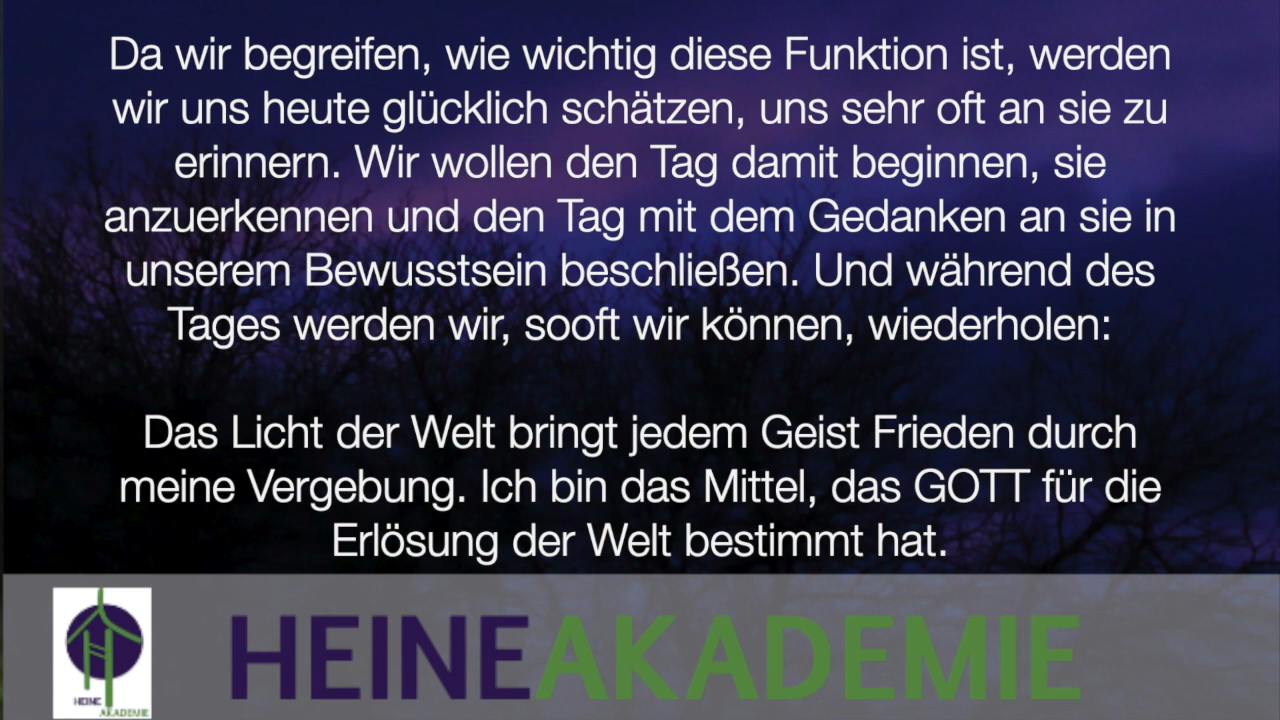 Da wir begreifen, wie wichtig diese Funktion ist, werden
wir uns heute glücklich schätzen, uns sehr oft an sie zu
erinnern. Wir wollen den Tag damit beginnen, sie
anzuerkennen und den Tag mit dem Gedanken an sie in
unserem Bewusstsein beschließen. Und während des
Tages werden wir, sooft wir können, wiederholen:
Das Licht der Welt bringt jedem Geist Frieden durch
meine Vergebung. Ich bin das Mittel, das GOTT für die
Erlösung der Welt bestimmt hat.
HEINE
AKADEMIE
HEINEAKADEMIE